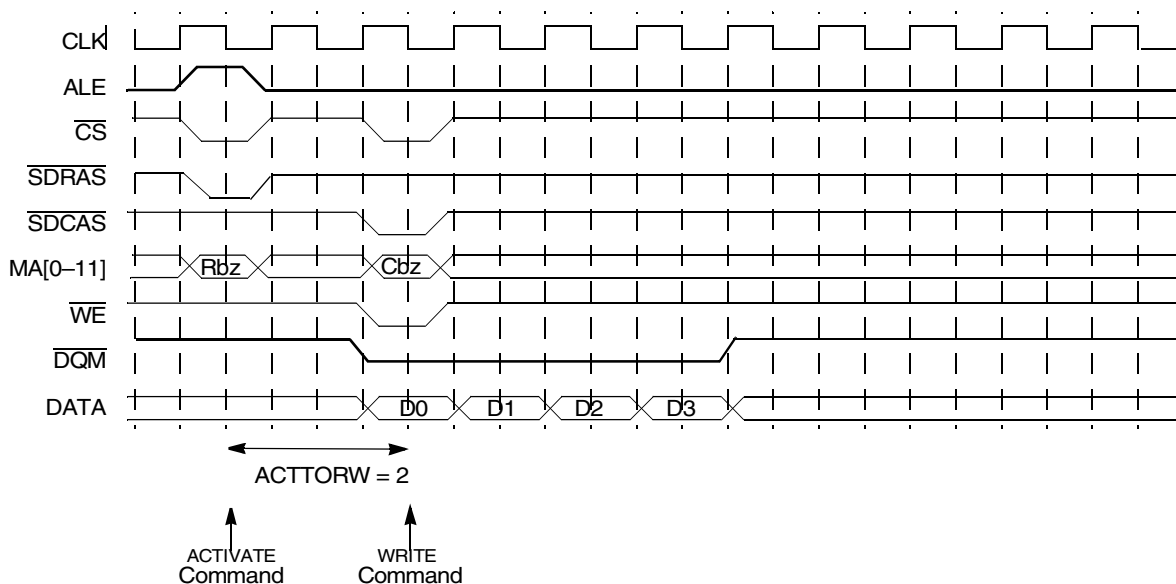 CLK
ALE
CS
SDRAS
SDCAS
MA[0–11]
Rbz
Cbz
WE
DQM
DATA
D0
D1
D2
D3
ACTTORW = 2
ACTIVATE
Command
WRITE
Command